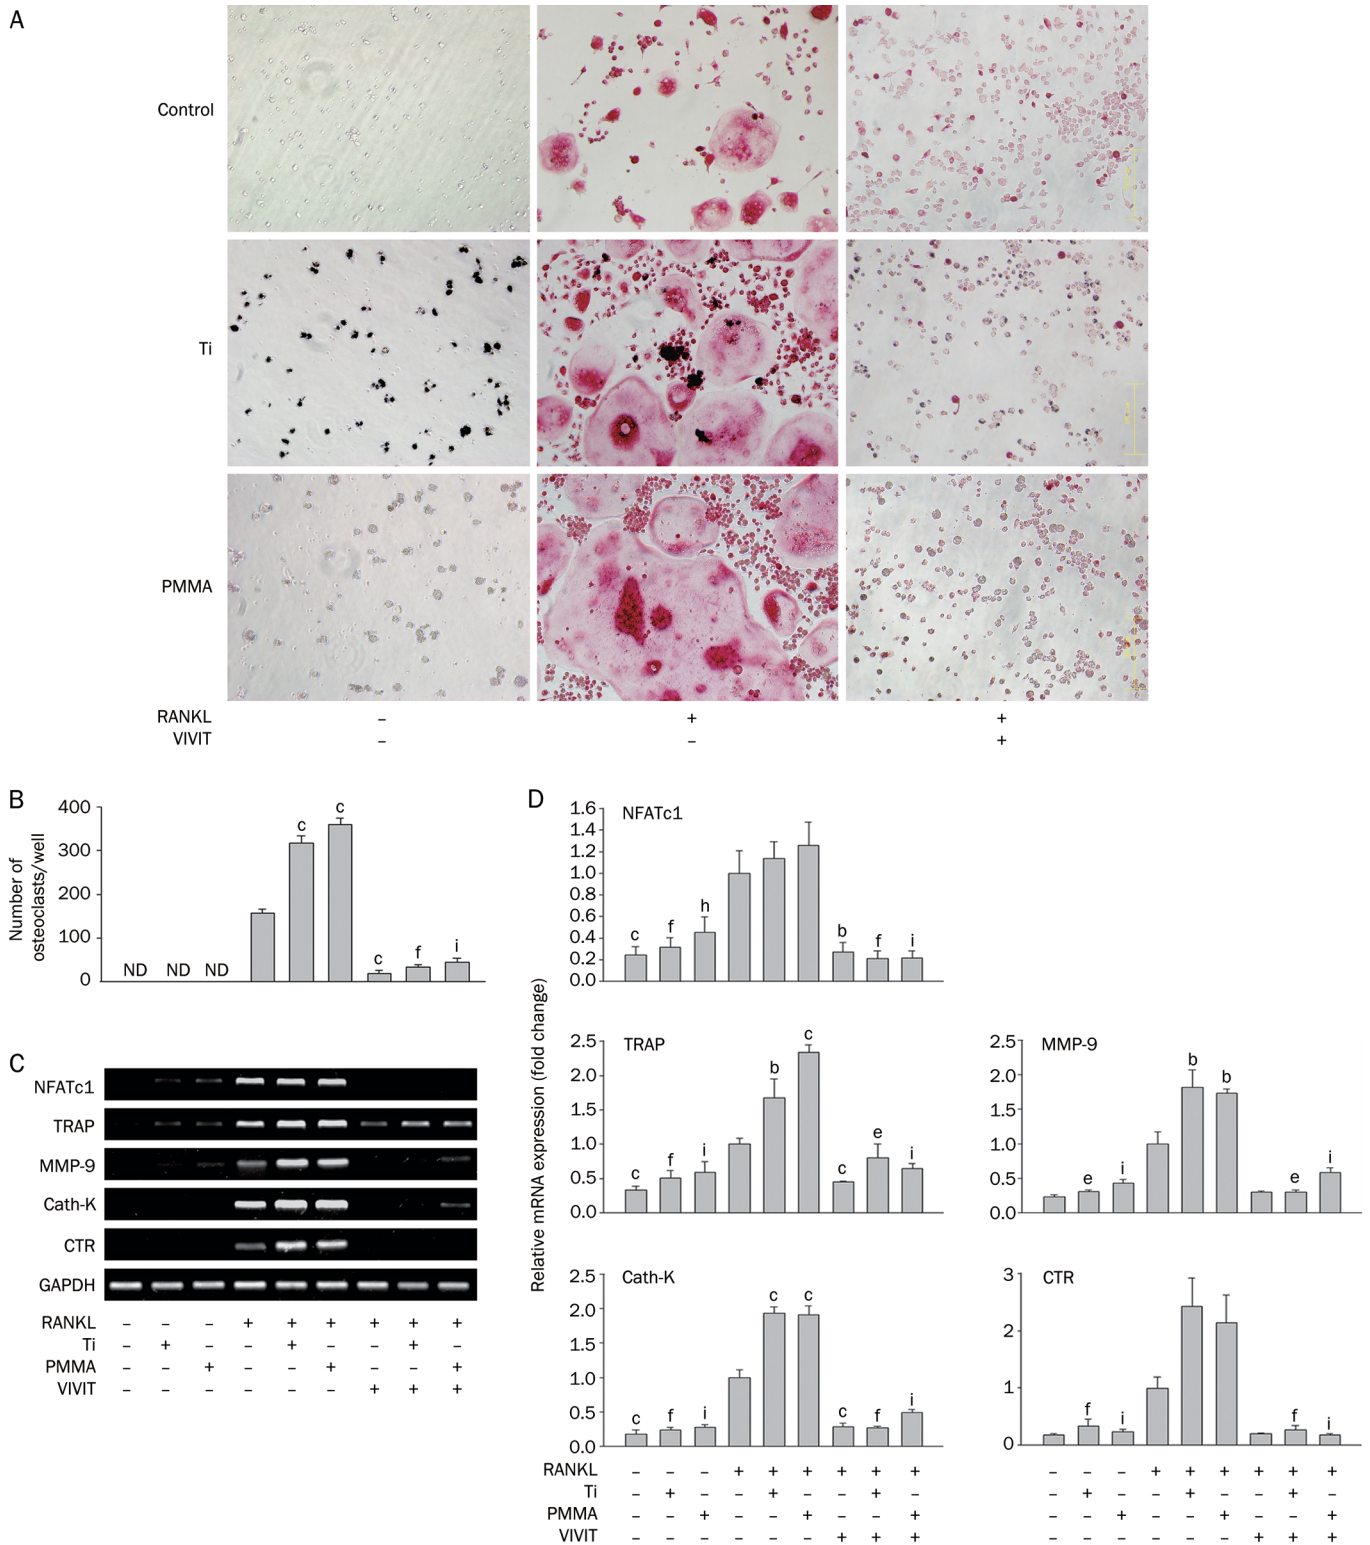 A
Control
Ti
PMMA
RANKL – + +
VIVIT – – +
B
Number of
osteoclasts/well
400
300
200
100
0
ND ND ND c c c f i
C
NFATc1
TRAP
MMP-9
Cath-K
CTR
GAPDH
RANKL – – – + + + + + +
Ti – + – – + – – + –
PMMA – – + – – + – – +
VIVIT – – – – – – + + +
D
Relative mRNA expression (fold change)
NFATc1
1.6
1.4
1.2
1.0
0.8
0.6
0.4
0.2
0.0
c f h b f i
TRAP
2.5
2.0
1.5
1.0
0.5
0.0
c f i b c c e i
MMP-9
2.5
2.0
1.5
1.0
0.5
0.0
e i b b e i
Cath-K
2.5
2.0
1.5
1.0
0.5
0.0
c f i c c c f i
CTR
3
2
1
0
f i f i
RANKL – – – + + + + + +
Ti – + – – + – – + –
PMMA – – + – – + – – +
VIVIT – – – – – – + + +
– – – + + + + + +
– + – – + – – + –
– – + – – + – – +
– – – – – – + + +